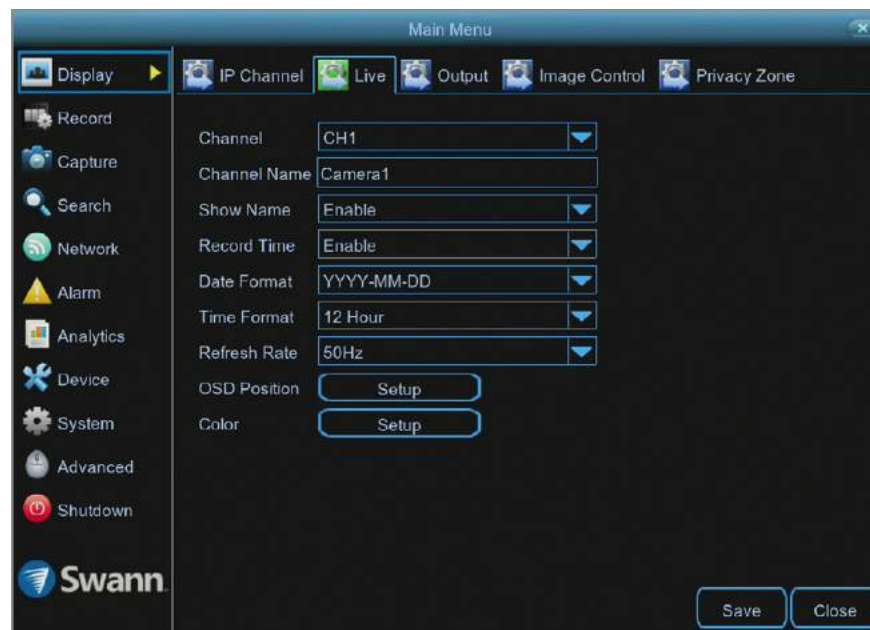 Main Menu
Display
Record
Capture
Search
Network
Alarm
Analytics
Device
System
Advanced
Shutdown
Swann
IP Channel Live Output Image Control Privacy Zone
Channel CH1
Channel Name Camera1
Show Name Enable
Record Time Enable
Date Format YYYY-MM-DD
Time Format 12 Hour
Refresh Rate 50Hz
OSD Position Setup
Color Setup
Save Close